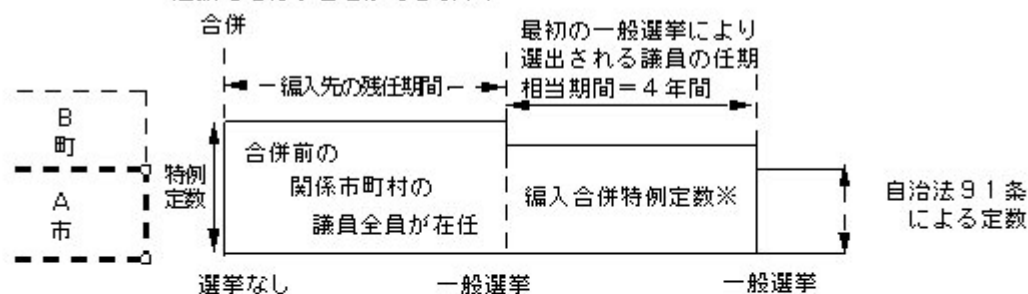 合併
最初の一般選挙により
選出される議員の任期
相当期間=4年間
編入先の残任期間
B
町
A
市
特例
定数
合併前の
関係市町村の
議員全員が在任
編入合併特例定数※
自治法91条
による定数
選挙なし
一般選挙
一般選挙